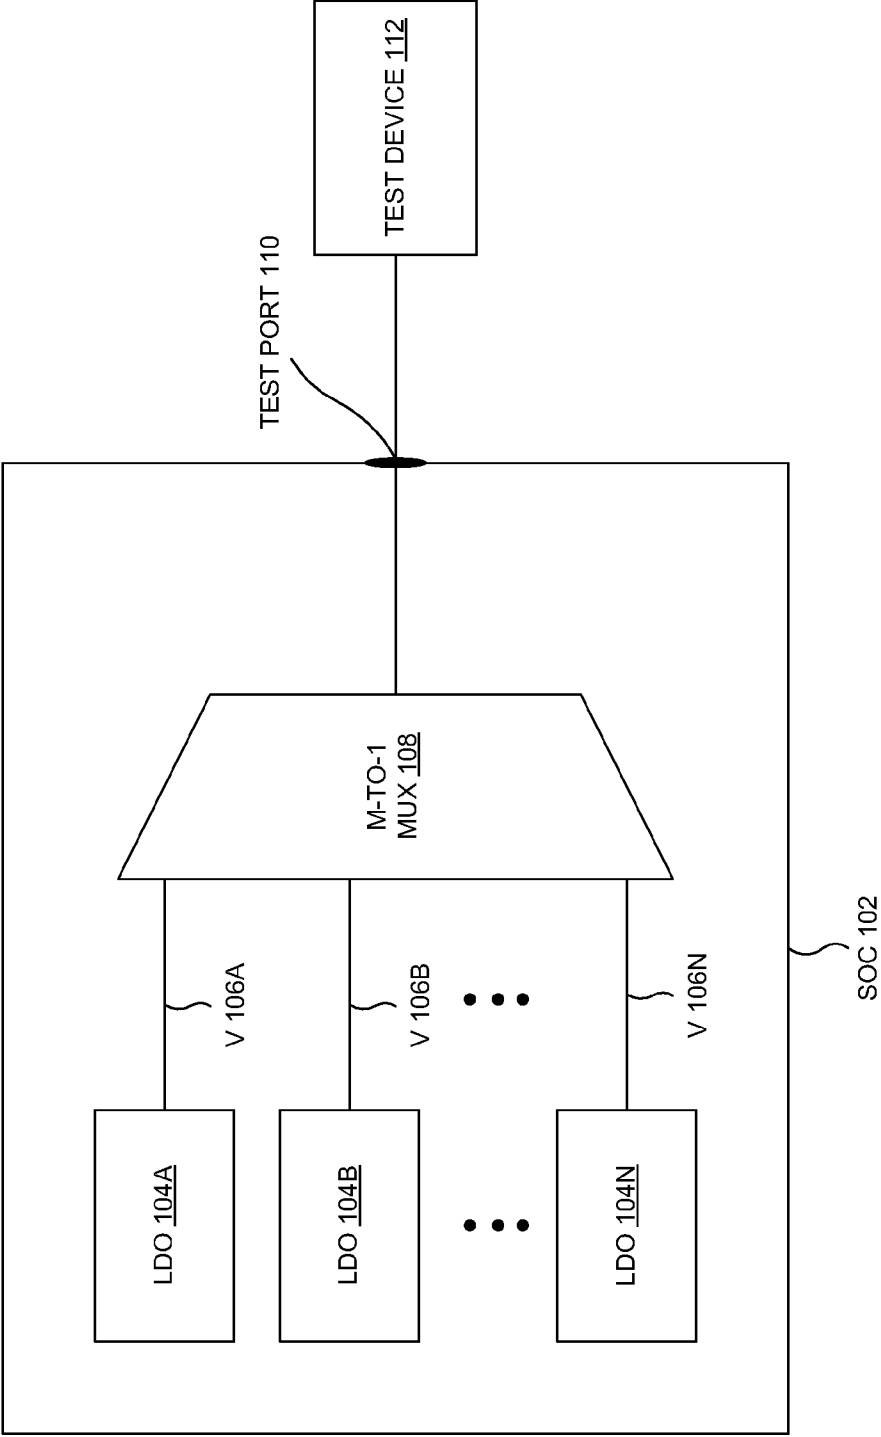 LDO 104A
LDO 104B
LDO 104N
V 106A
V 106B
V 106N
M-TO-1
MUX 108
TEST PORT 110
TEST DEVICE 112
SOC 102